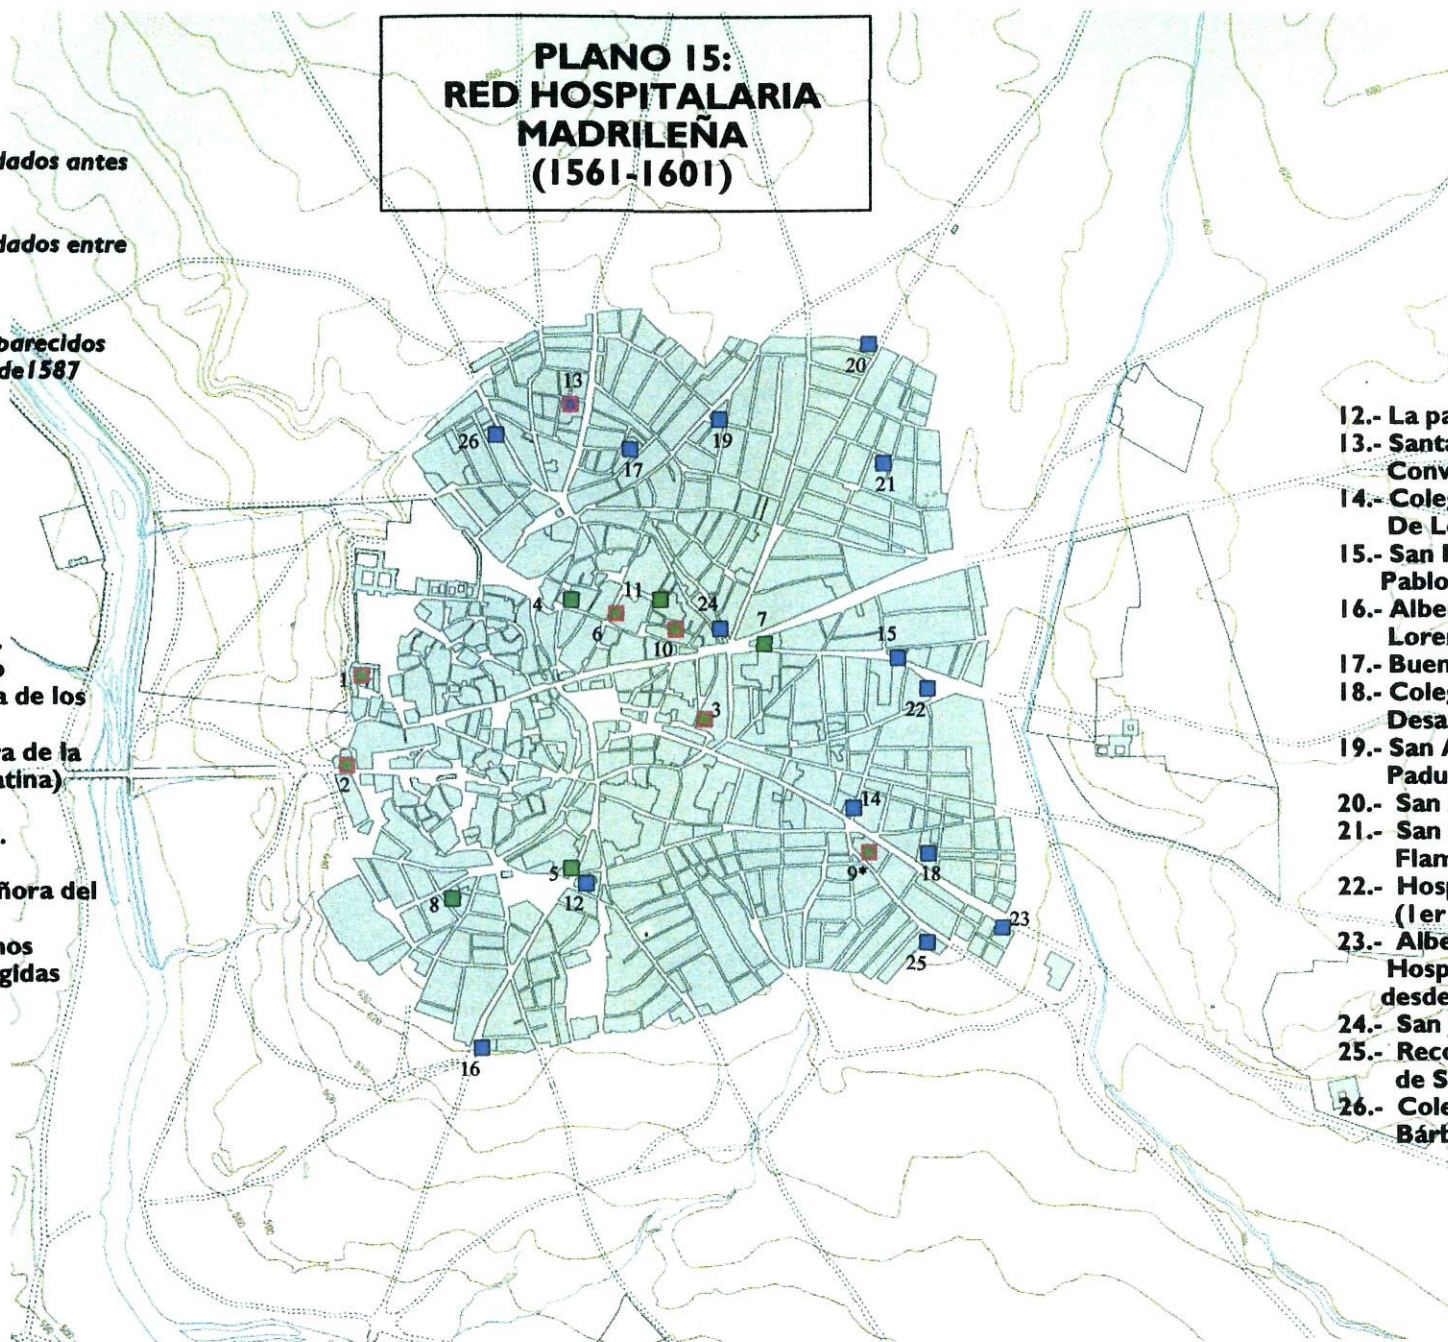 PLANO 15:
RED HOSPITALARIA
MADRILEÑA
(1561-1601)
dados antes
dados entre
parecidos
de1587
a de los
ra de la
atina)
.
ñora del
nos
gidas
12.- La pa
13.- Santa
Conv
14.- Cole
De L
15.- San
Pablo
16.- Albe
Lore
17.- Buen
18.- Coleg
Desa
19.- San A
Padu
20.- San
21.- San
Flam
22.- Hosp
(1er
23.- Albe
Hosp
desde
24.- San
25.- Reco
de S
26.- Cole
Bárb
20
13
26
17
19
21
4
11
6
10
24
7
15
1
22
3
2
14
5
12
8
9*
18
23
25
16